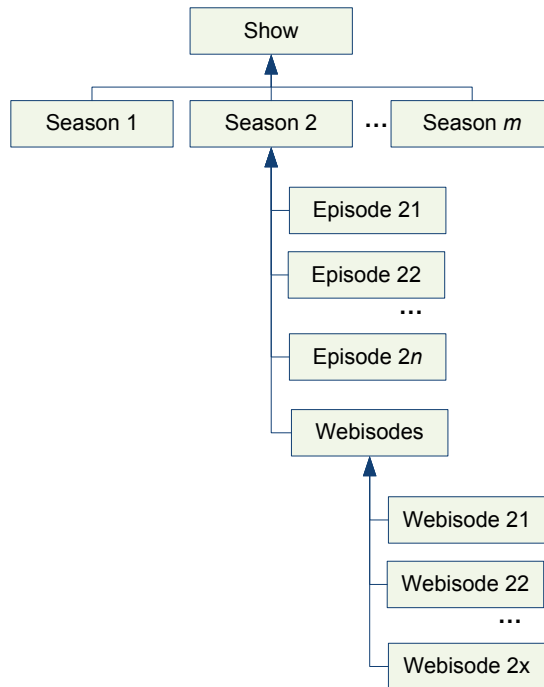 Show
Season 1
Season 2
...
Season m
Episode 21
Episode 22
...
Episode 2n
Webisodes
Webisode 21
Webisode 22
...
Webisode 2x